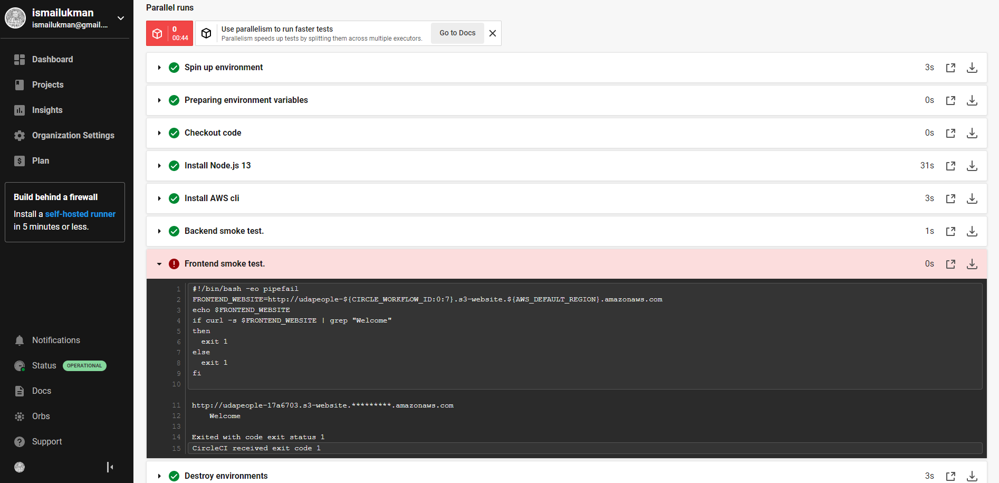 ismailukman
ismailukman@gmail....
Dashboard
Projects
Insights
Organization Settings
Plan
Build behind a firewall
Install a self-hosted runner
in 5 minutes or less.
Notifications
Status OPERATIONAL
Docs
Orbs
Support
Parallel runs
0
00:44
Use parallelism to run faster tests
Parallelism speeds up tests by splitting them across multiple executors.
Go to Docs
Spin up environment 3s
Preparing environment variables 0s
Checkout code 0s
Install Node.js 13 31s
Install AWS cli 3s
Backend smoke test. 1s
Frontend smoke test. 0s
1 #!/bin/bash -eo pipefail
2 FRONTEND_WEBSITE=http://udapeople-${CIRCLE_WORKFLOW_ID:0:7}.s3-website.${AWS_DEFAULT_REGION}.amazonaws.com
3 echo $FRONTEND_WEBSITE
4 if curl -s $FRONTEND_WEBSITE | grep "Welcome"
5 then
6 exit 1
7 else
8 exit 1
9 fi
10
11 http://udapeople-17a6703.s3-website.*********.amazonaws.com
12 Welcome
13
14 Exited with code exit status 1
15 CircleCI received exit code 1
Destroy environments 3s